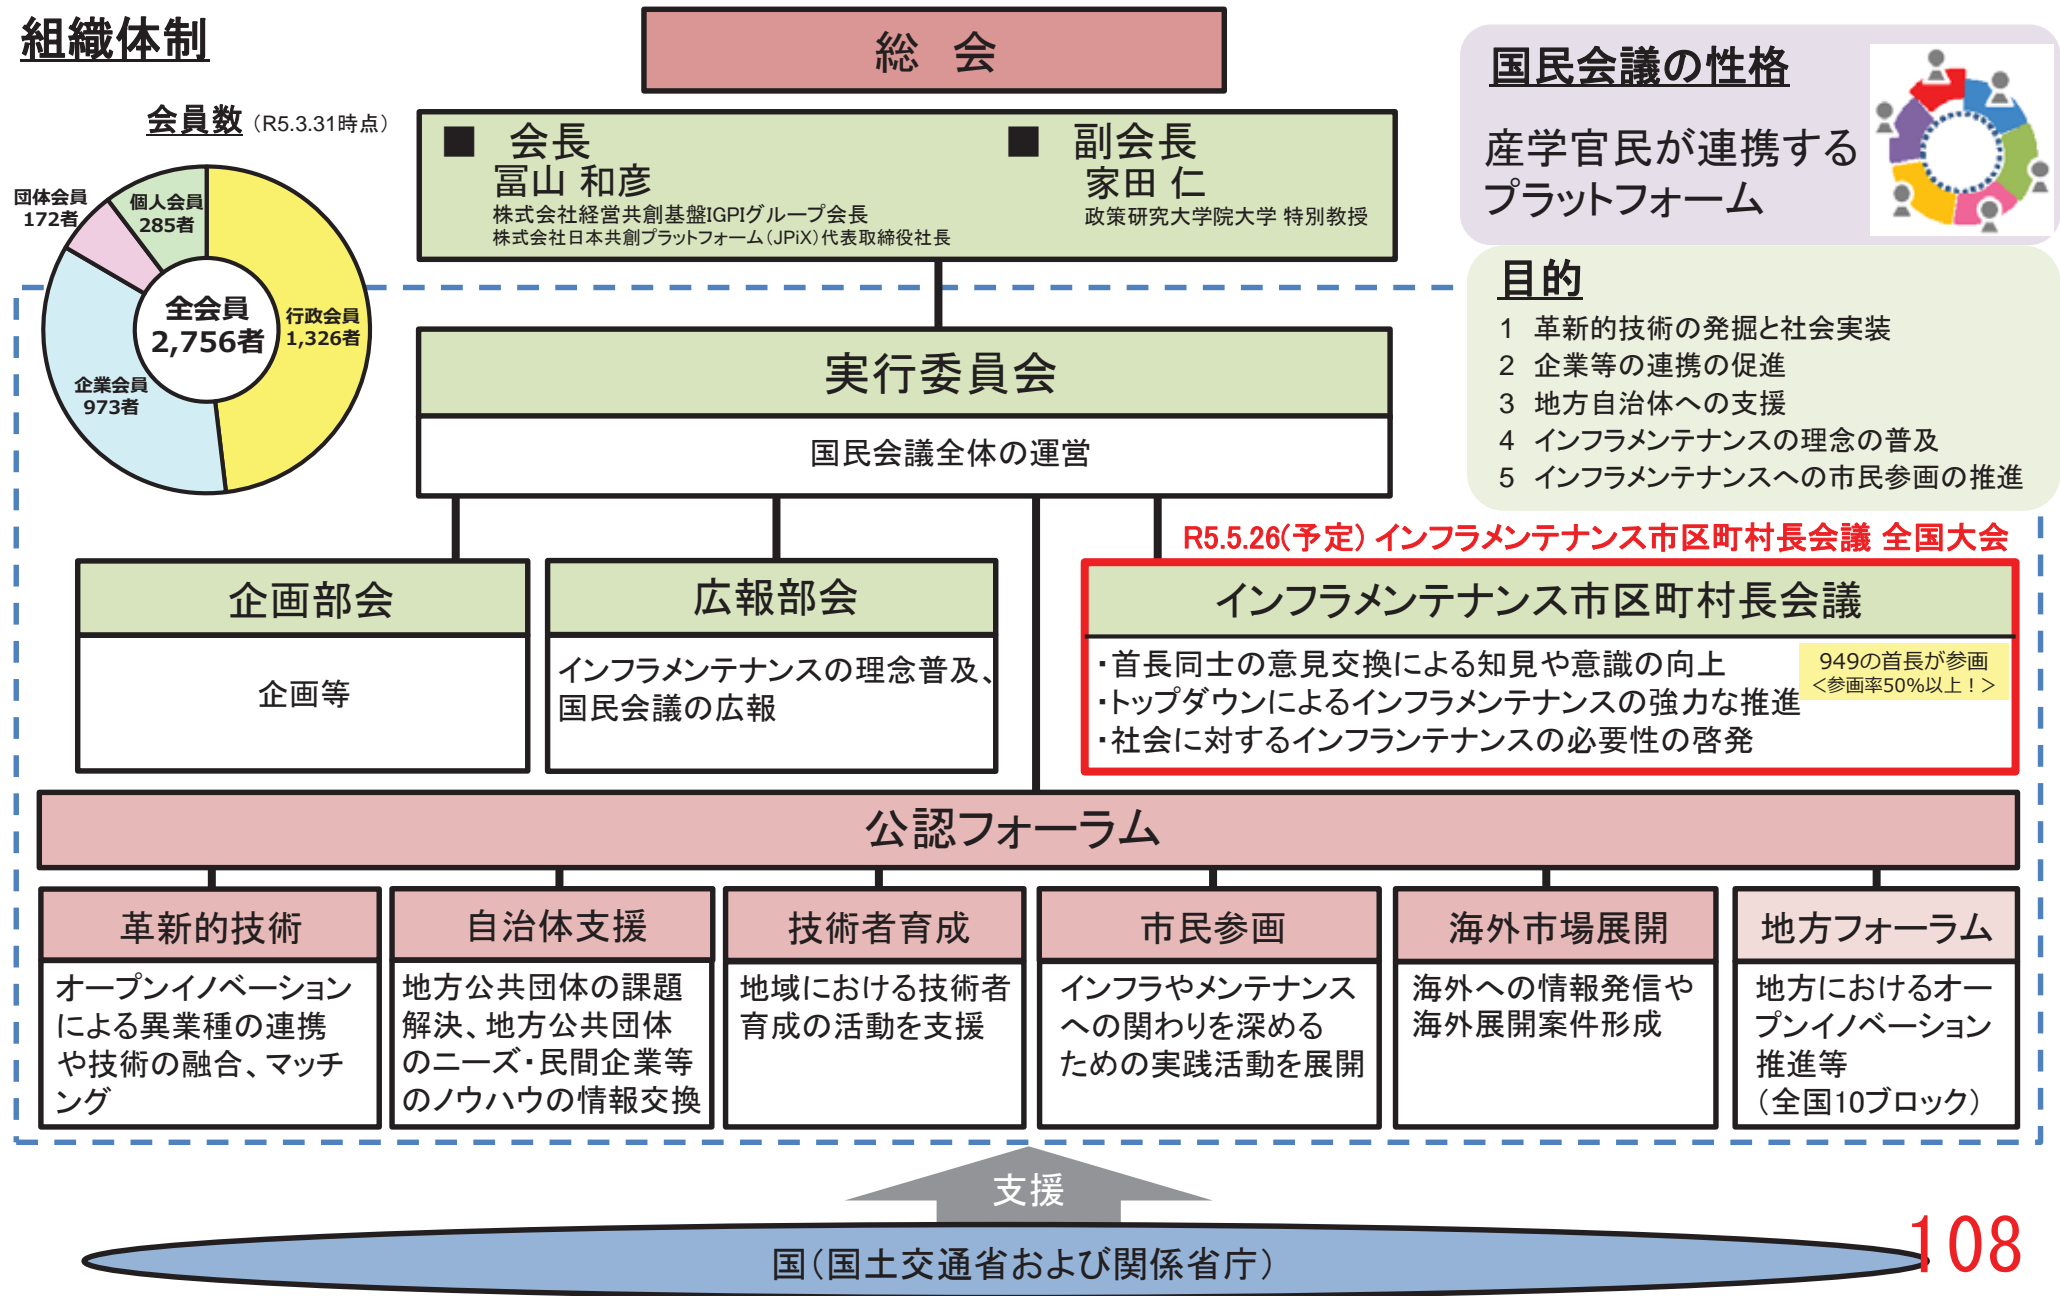 組織体制
総 会
会員数（R5.3.31時点）
団体会員
172者
個人会員
285者
行政会員
1,326者
企業会員
973者
全会員
2,756者
■ 会長
冨山 和彦
株式会社経営共創基盤IGPIグループ会長
株式会社日本共創プラットフォーム（JPiX）代表取締役社長
■ 副会長
家田 仁
政策研究大学院大学 特別教授
国民会議の性格
産学官民が連携する
プラットフォーム
目的
1 革新的技術の発掘と社会実装
2 企業等の連携の促進
3 地方自治体への支援
4 インフラメンテナンスの理念の普及
5 インフラメンテナンスへの市民参画の推進
実行委員会
国民会議全体の運営
R5.5.26(予定) インフラメンテナンス市区町村長会議 全国大会
企画部会
企画等
広報部会
インフラメンテナンスの理念普及、
国民会議の広報
インフラメンテナンス市区町村長会議
・首長同士の意見交換による知見や意識の向上
・トップダウンによるインフラメンテナンスの強力な推進
・社会に対するインフランテナンスの必要性の啓発
949の首長が参画
＜参画率50%以上！＞
公認フォーラム
革新的技術
オープンイノベーション
による異業種の連携
や技術の融合、マッチ
ング
自治体支援
地方公共団体の課題
解決、地方公共団体
のニーズ・民間企業等
のノウハウの情報交換
技術者育成
地域における技術者
育成の活動を支援
市民参画
インフラやメンテナンス
への関わりを深める
ための実践活動を展開
海外市場展開
海外への情報発信や
海外展開案件形成
地方フォーラム
地方におけるオー
プンイノベーション
推進等
（全国10ブロック）
支援
国（国土交通省および関係省庁）
108